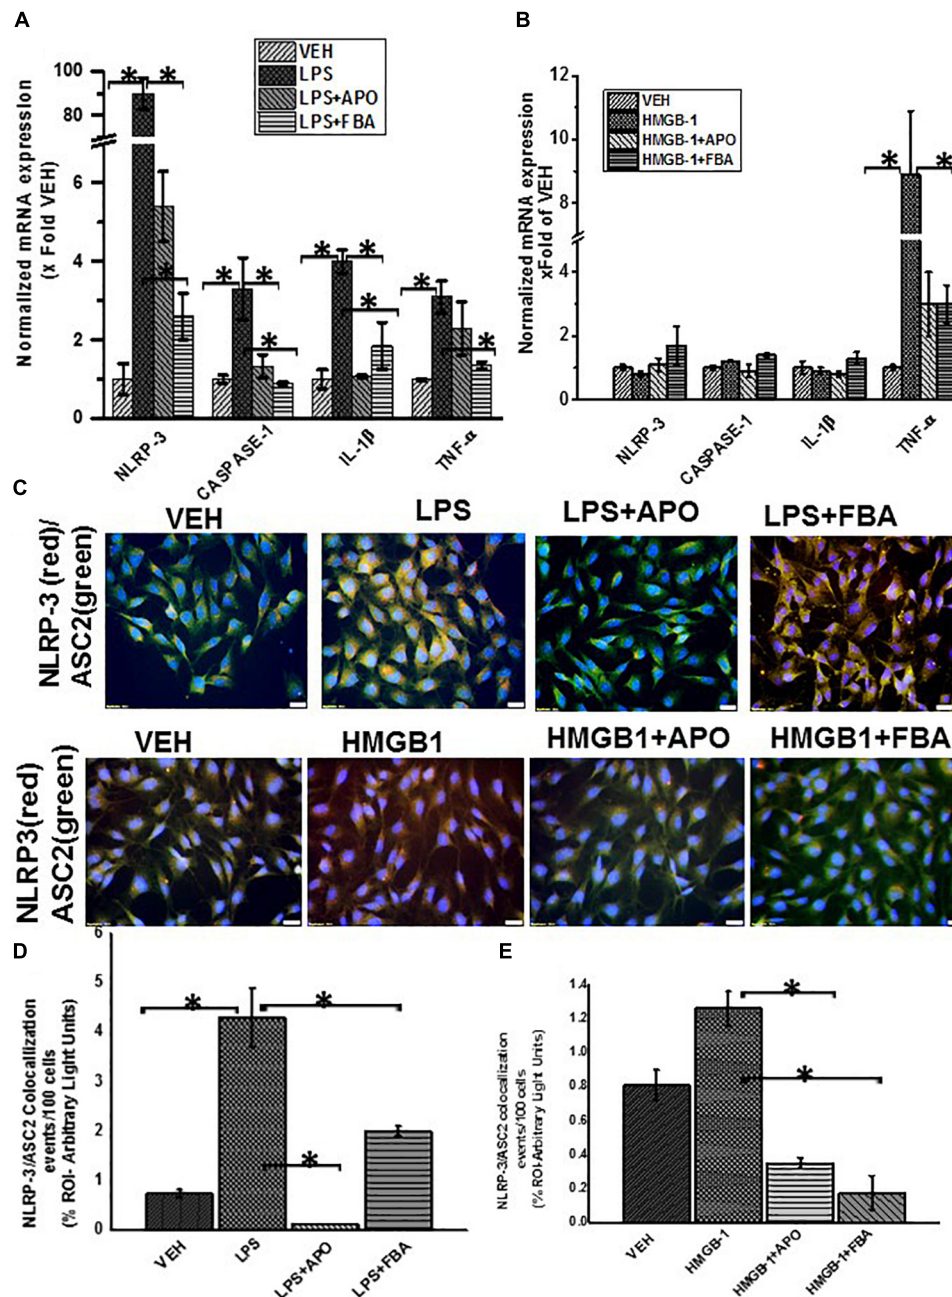 A
Normalized mRNA expression
(x Fold VEH)
VEH
LPS
LPS+APO
LPS+FBA
100
80
6
4
2
0
* *
*
* *
*
* *
*
*
*
NLRP-3
CASPASE-1
IL-1β
TNF-α
B
Normalized mRNA expression
xFold of VEH
VEH
HMGB-1
HMGB-1+APO
HMGB-1+FBA
12
10
8
4
2
0
* *
NLRP-3
CASPASE-1
IL-1β
TNF-α
C
NLRP-3 (red)/
ASC2(green)
VEH
LPS
LPS+APO
LPS+FBA
NLRP3(red)
ASC2(green)
VEH
HMGB1
HMGB1+APO
HMGB1+FBA
D
NLRP-3/ASC2 Colocallization
events/100 cells
(% ROI- Arbitrary Light Units)
6
5
4
2
1
0
*
*
*
VEH
LPS
LPS+APO
LPS+FBA
E
NLRP-3/ASC2 colocallization
events/100 cells
(% ROI-Arbitrary Light Units)
1.4
1.2
1.0
0.8
0.6
0.4
0.2
0.0
*
*
VEH
HMGB-1
HMGB-1+APO
HMGB-1+FBA